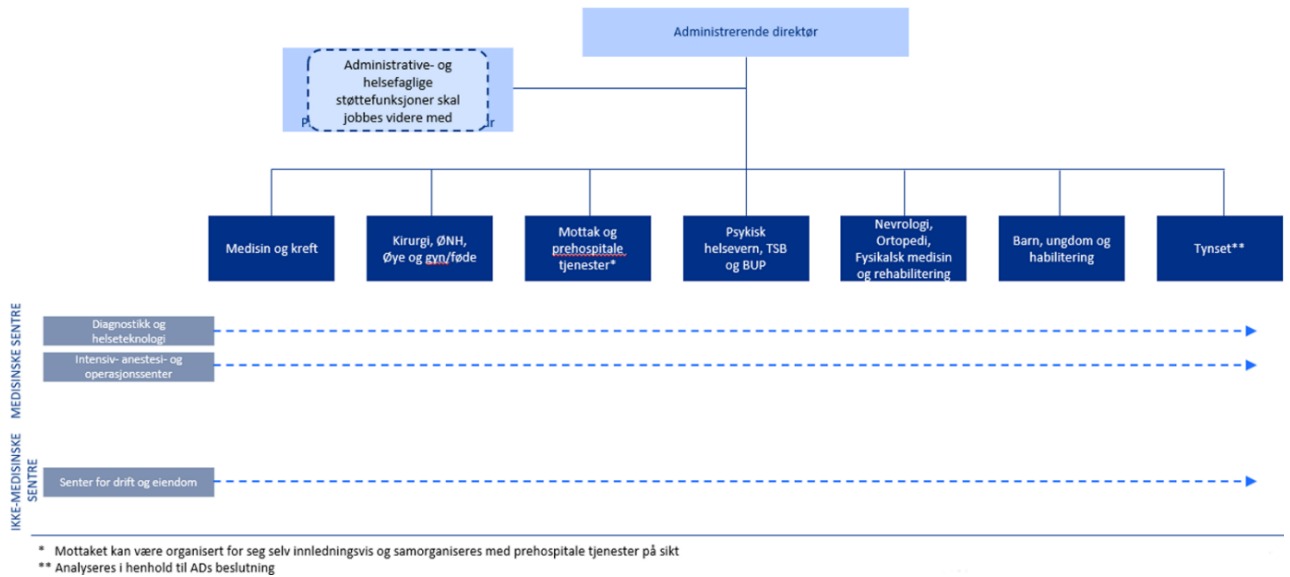 Administrerende direktør
Administrative- og
helsefaglige
støttefunksjoner skal
jobbes videre med
Medisin og kreft
Kirurgi, ØNH,
Øye og gyn/føde
Mottak og
prehospitale
tjenester*
Psykisk
helsevern, TSB
og BUP
Nevrologi,
Ortopedi,
Fysikalsk medisin
og rehabilitering
Barn, ungdom og
habilitering
Tynset**
MEDISINSKE SENTRE
Diagnostikk og
helseteknologi
Intensiv- anestesi- og
operasjonssenter
IKKE-MEDISINSKE
SENTRE
Senter for drift og eiendom
* Mottaket kan være organisert for seg selv innledningsvis og samorganiseres med prehospitale tjenester på sikt
** Analyseres i henhold til ADs beslutning